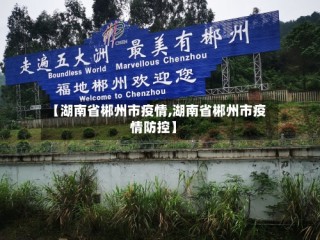 走遍五大洲 最美有郴州
Boundless World Marvellous Chenzhou
福地郴州欢迎您
Welcome to Chenzhou
【湖南省郴州市疫情,湖南省郴州市疫
情防控】